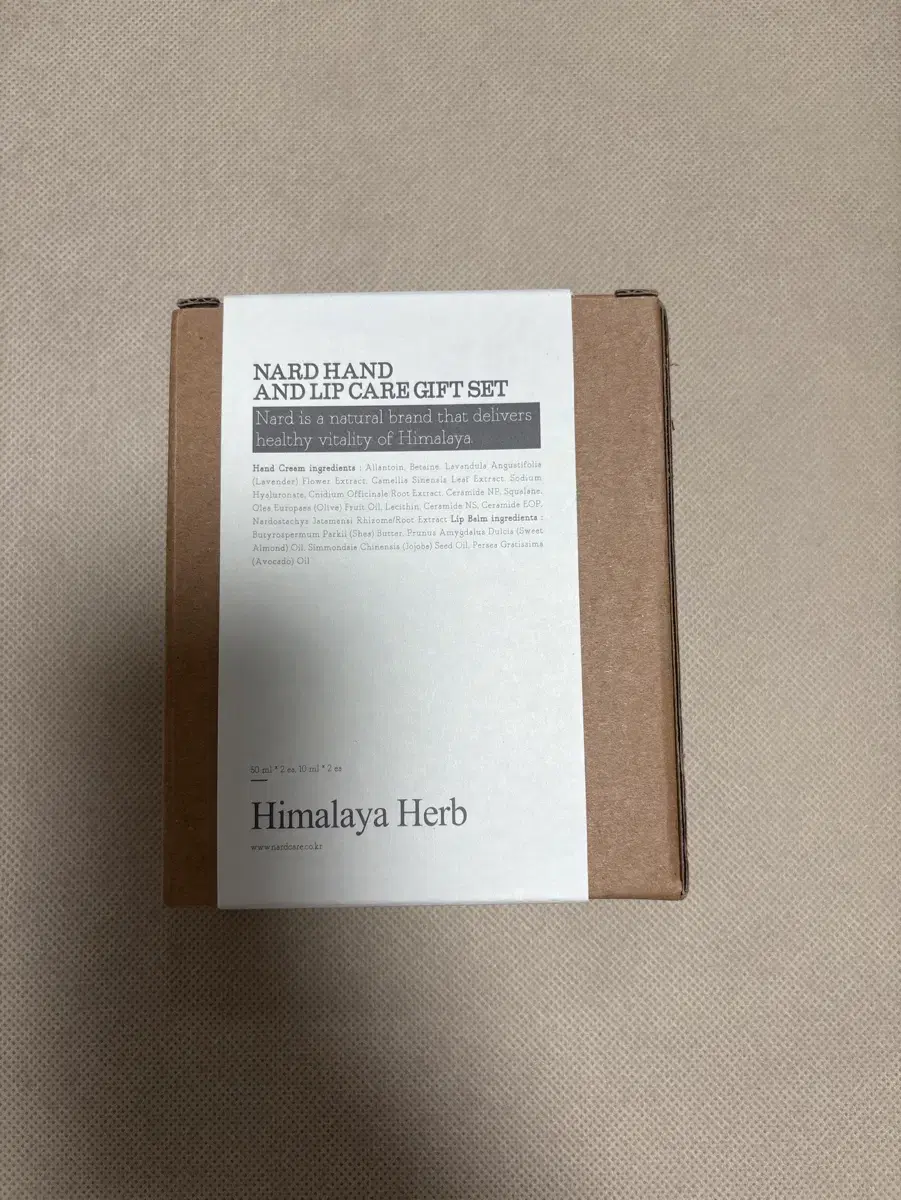 NARD HAND
AND LIP CARE GIFT SET
Nard is a natural brand that delivers
healthy vitality of Himalaya.
Hand Cream ingredients : Allantoin, Betaine, Lavandula Angustifolia
(Lavender) Flower Extract, Camellia Sinensis Leaf Extract, Sodium
Hyaluronate, Cnidium Officinale Root Extract, Ceramide NP, Squalane,
Olea Europaea (Olive) Fruit Oil, Lecithin, Ceramide NS, Ceramide EOP,
Nardostachys Jatamansi Rhizome/Root Extract Lip Balm ingredients :
Butyrospermum Parkii (Shea) Butter, Prunus Amygdalus Dulcis (Sweet
Almond) Oil, Simmondsia Chinensis (Jojoba) Seed Oil, Persea Gratissima
(Avocado) Oil
50 ml * 2 ea, 10 ml * 2 ea
Himalaya Herb
www.nardcare.co.kr